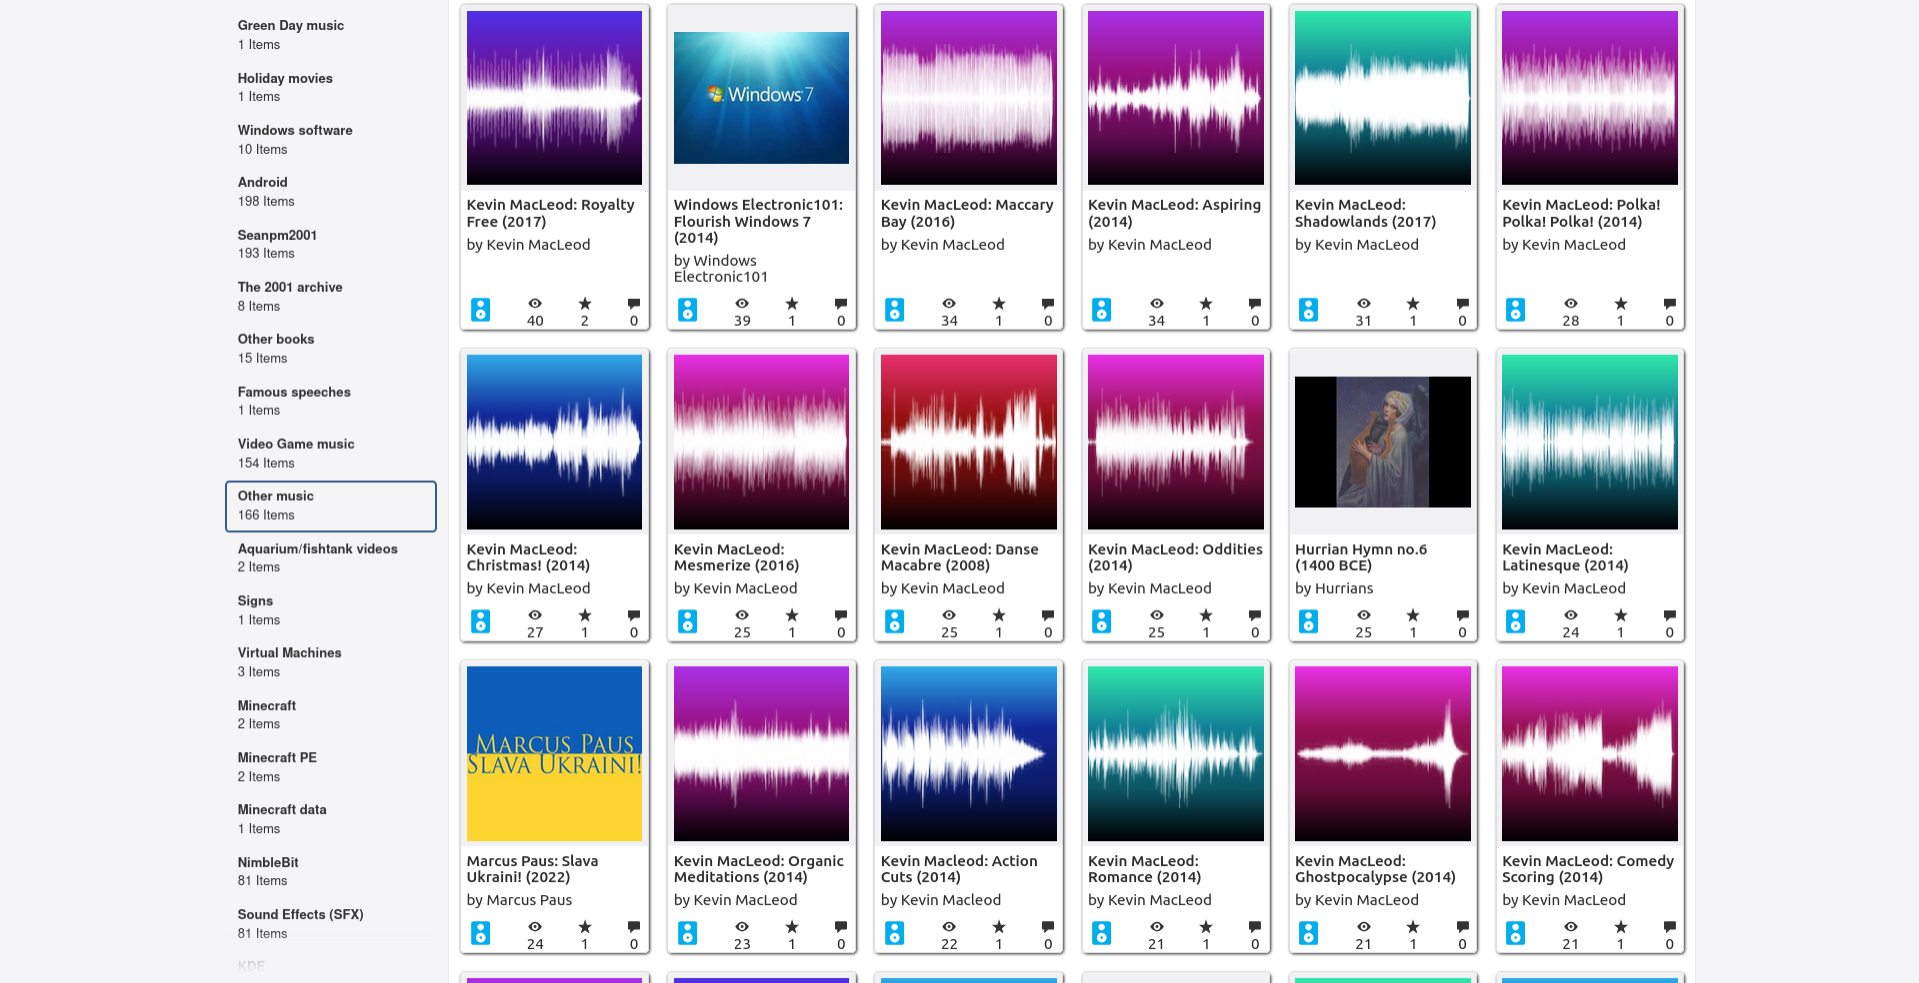 Green Day music
1 Items
Holiday movies
1 Items
Windows software
10 Items
Android
198 Items
Seanpm2001
193 Items
The 2001 archive
8 Items
Other books
15 Items
Famous speeches
1 Items
Video Game music
154 Items
Other music
166 Items
Aquarium/fishtank videos
2 Items
Signs
1 Items
Virtual Machines
3 Items
Minecraft
2 Items
Minecraft PE
2 Items
Minecraft data
1 Items
NimbleBit
81 Items
Sound Effects (SFX)
81 Items
KDE
Kevin MacLeod: Royalty
Free (2017)
by Kevin MacLeod
40 2 0
Windows 7
Windows Electronic101:
Flourish Windows 7
(2014)
by Windows
Electronic101
39 1 0
Kevin MacLeod: Maccary
Bay (2016)
by Kevin MacLeod
34 1 0
Kevin MacLeod: Aspiring
(2014)
by Kevin MacLeod
34 1 0
Kevin MacLeod:
Shadowlands (2017)
by Kevin MacLeod
31 1 0
Kevin MacLeod: Polka!
Polka! Polka! (2014)
by Kevin MacLeod
28 1 0
Kevin MacLeod:
Christmas! (2014)
by Kevin MacLeod
27 1 0
Kevin MacLeod:
Mesmerize (2016)
by Kevin MacLeod
25 1 0
Kevin MacLeod: Danse
Macabre (2008)
by Kevin MacLeod
25 1 0
Kevin MacLeod: Oddities
(2014)
by Kevin MacLeod
25 1 0
Hurrian Hymn no.6
(1400 BCE)
by Hurrians
25 1 0
Kevin MacLeod:
Latinesque (2014)
by Kevin MacLeod
24 1 0
MARCUS PAUS
SLAVA UKRAINI!
Marcus Paus: Slava
Ukraini! (2022)
by Marcus Paus
24 1 0
Kevin MacLeod: Organic
Meditations (2014)
by Kevin MacLeod
23 1 0
Kevin Macleod: Action
Cuts (2014)
by Kevin Macleod
22 1 0
Kevin MacLeod:
Romance (2014)
by Kevin MacLeod
21 1 0
Kevin MacLeod:
Ghostpocalypse (2014)
by Kevin MacLeod
21 1 0
Kevin MacLeod: Comedy
Scoring (2014)
by Kevin MacLeod
21 1 0